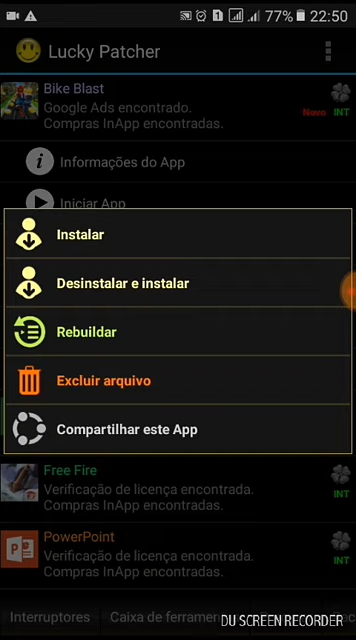 77% 22:50
Lucky Patcher
Bike Blast
Google Ads encontrado.
Compras InApp encontradas.
Novo INT
Informações do App
Iniciar App
Instalar
Desinstalar e instalar
Rebuildar
Excluir arquivo
Compartilhar este App
Free Fire
Verificação de licença encontrada.
Compras InApp encontradas.
INT
PowerPoint
Verificação de licença encontrada.
Compras InApp encontradas.
INT
Interruptores
Caixa de ferramen
DU SCREEN RECORDER